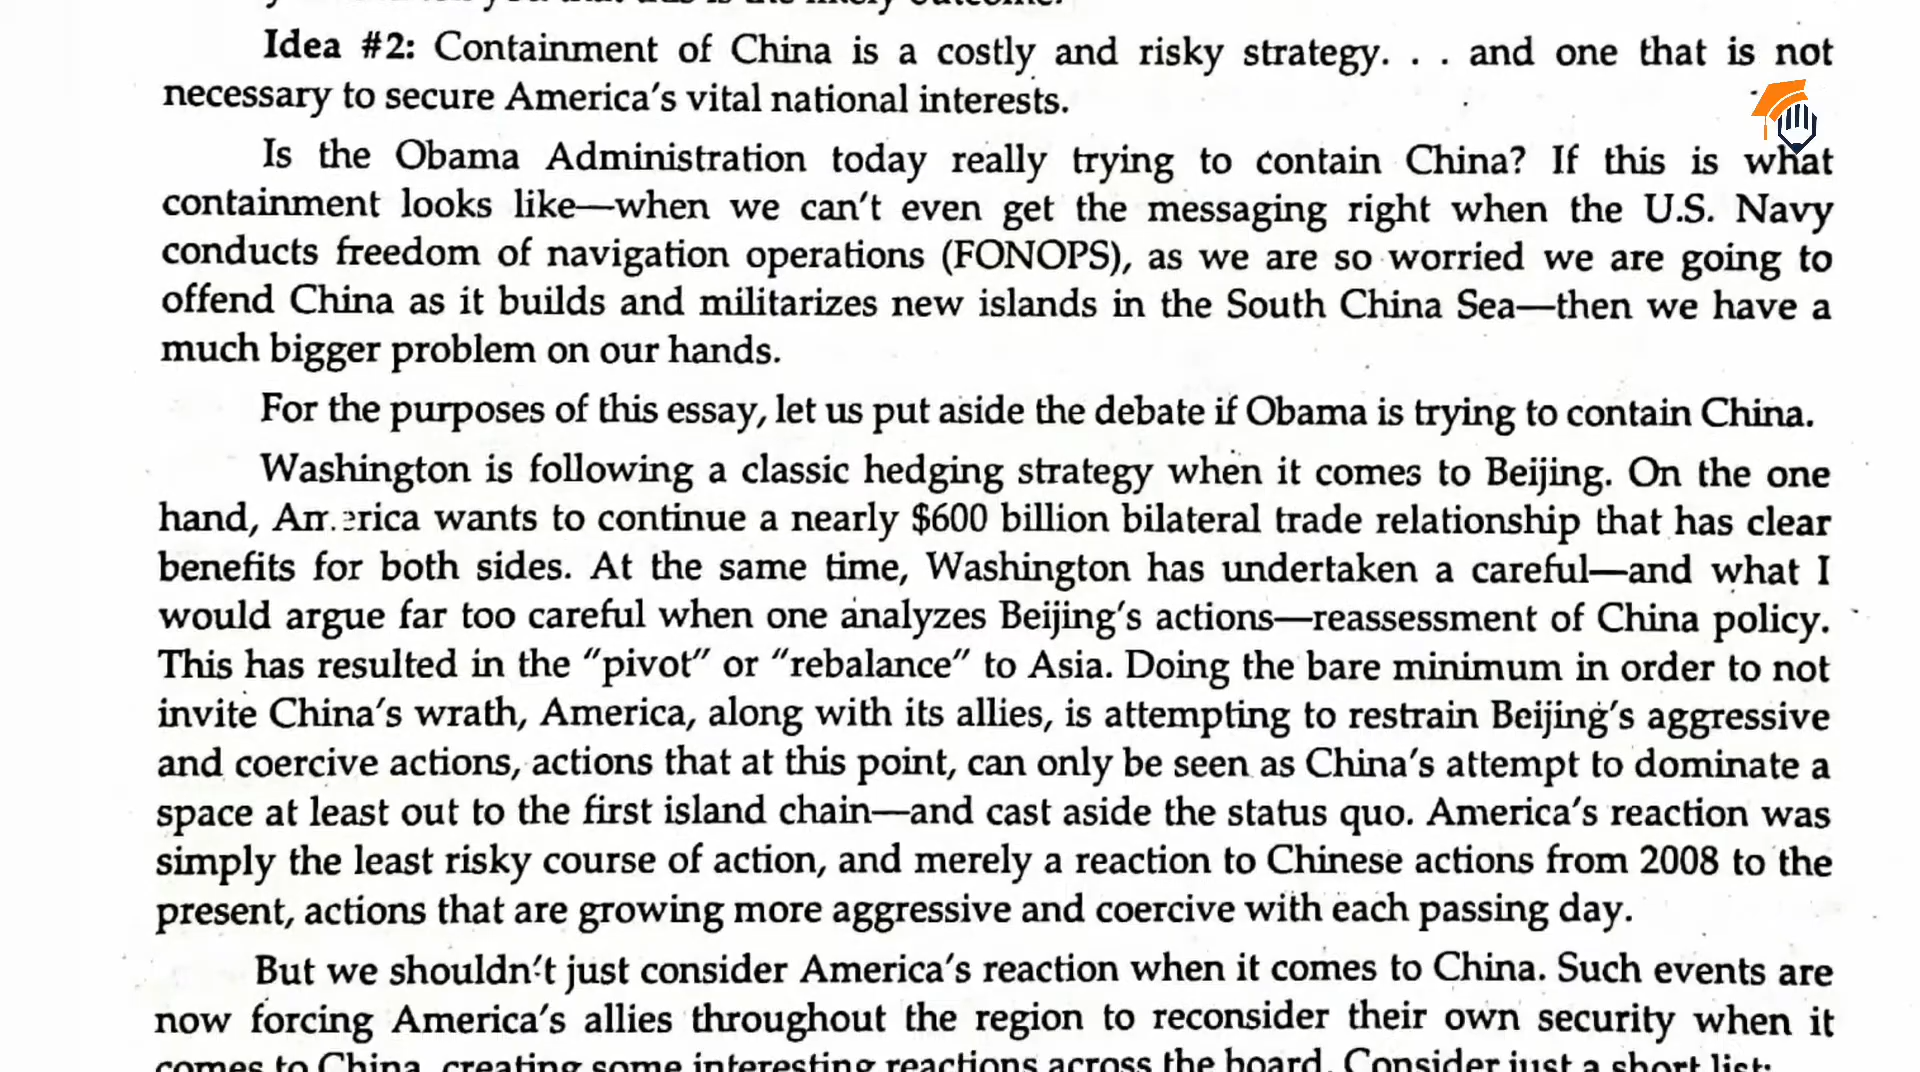 Idea #2: Containment of China is a costly and risky strategy. . . and one that is not
necessary to secure America's vital national interests.
Is the Obama Administration today really trying to contain China? If this is what
containment looks like—when we can't even get the messaging right when the U.S. Navy
conducts freedom of navigation operations (FONOPS), as we are so worried we are going to
offend China as it builds and militarizes new islands in the South China Sea—then we have a
much bigger problem on our hands.
For the purposes of this essay, let us put aside the debate if Obama is trying to contain China.
Washington is following a classic hedging strategy when it comes to Beijing. On the one
hand, America wants to continue a nearly $600 billion bilateral trade relationship that has clear
benefits for both sides. At the same time, Washington has undertaken a careful—and what I
would argue far too careful when one analyzes Beijing's actions—reassessment of China policy.
This has resulted in the "pivot" or "rebalance" to Asia. Doing the bare minimum in order to not
invite China's wrath, America, along with its allies, is attempting to restrain Beijing's aggressive
and coercive actions, actions that at this point, can only be seen as China's attempt to dominate a
space at least out to the first island chain—and cast aside the status quo. America's reaction was
simply the least risky course of action, and merely a reaction to Chinese actions from 2008 to the
present, actions that are growing more aggressive and coercive with each passing day.
But we shouldn't just consider America's reaction when it comes to China. Such events are
now forcing America's allies throughout the region to reconsider their own security when it
comes to China, creating some interesting reactions across the board. Consider just a short list: